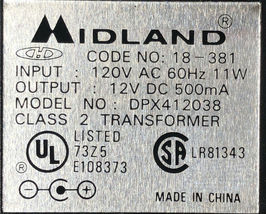 MIDLAND®
CODE NO: 18-381
INPUT : 120V AC 60Hz 11W
OUTPUT : 12V DC 500mA
MODEL NO : DPX412038
CLASS 2 TRANSFORMER
UL® LISTED
73Z5
E108373
SA ® LR81343
MADE IN CHINA